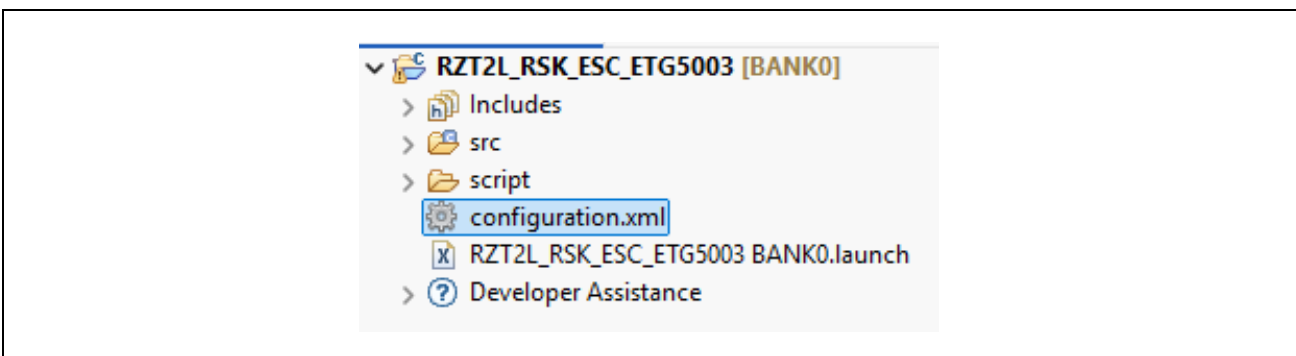 RZT2L_RSK_ESC_ETG5003 [BANK0]
Includes
src
script
configuration.xml
RZT2L_RSK_ESC_ETG5003 BANK0.launch
Developer Assistance